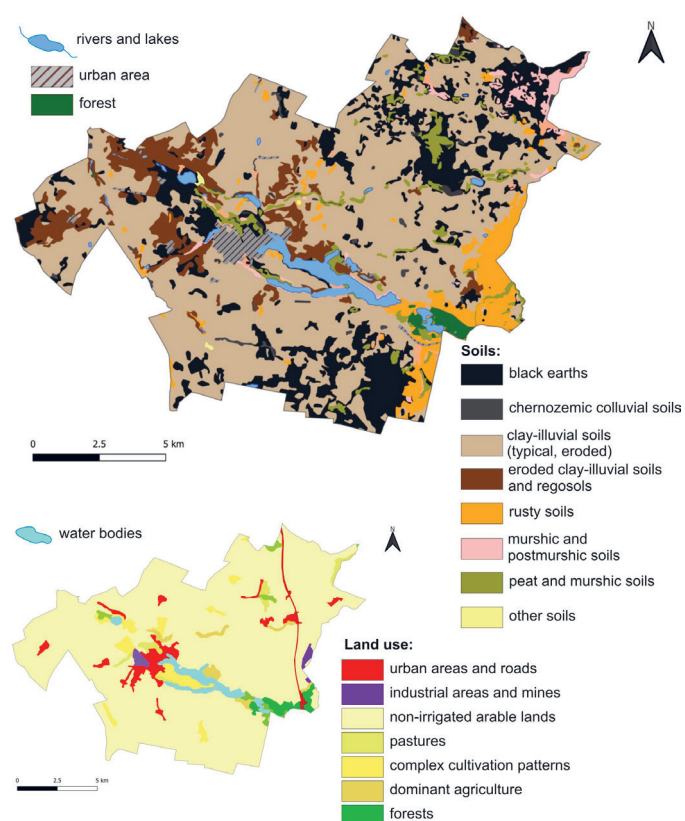 N
rivers and lakes
urban area
forest
Soils:
black earths
chernozemic colluvial soils
clay-illuvial soils
(typical, eroded)
eroded clay-illuvial soils
and regosols
rusty soils
murshic and
postmurshic soils
peat and murshic soils
other soils
0 2.5 5 km
water bodies
N
Land use:
urban areas and roads
industrial areas and mines
non-irrigated arable lands
pastures
complex cultivation patterns
dominant agriculture
forests
0 2.5 5 km